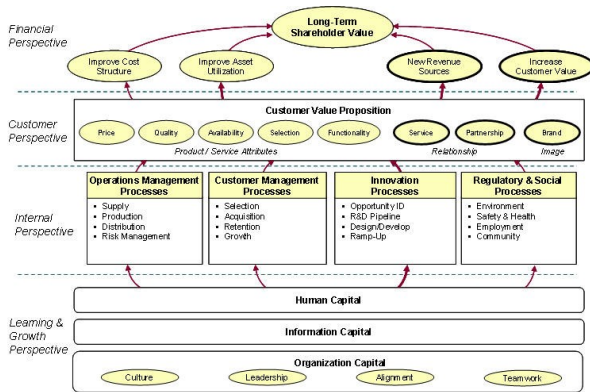 Financial
Perspective
Long-Term
Shareholder Value
Improve Cost
Structure
Improve Asset
Utilization
New Revenue
Sources
Increase
Customer Value
Customer
Perspective
Customer Value Proposition
Price
Quality
Availability
Selection
Functionality
Service
Partnership
Brand
Product / Service Attributes
Relationship
Image
Internal
Perspective
Operations Management
Processes
• Supply
• Production
• Distribution
• Risk Management
Customer Management
Processes
• Selection
• Acquisition
• Retention
• Growth
Innovation
Processes
• Opportunity ID
• R&D Pipeline
• Design/Develop
• Ramp-Up
Regulatory & Social
Processes
• Environment
• Safety & Health
• Employment
• Community
Learning &
Growth
Perspective
Human Capital
Information Capital
Organization Capital
Culture
Leadership
Alignment
Teamwork